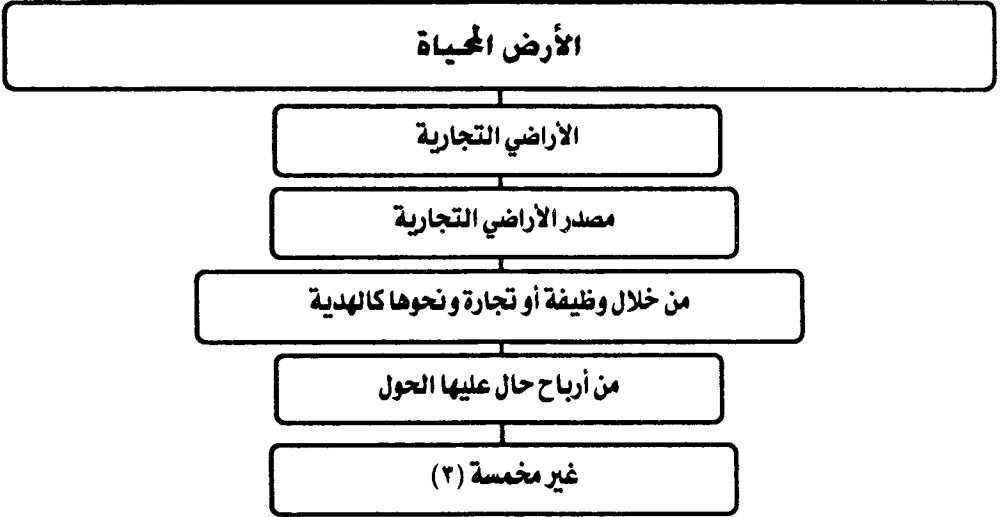 الأرض المحياة
الأراضي التجارية
مصدر الأراضي التجارية
من خلال وظيفة أو تجارة ونحوها كالهدية
من أرباح حال عليها الحول
غير مخمسة (٣)